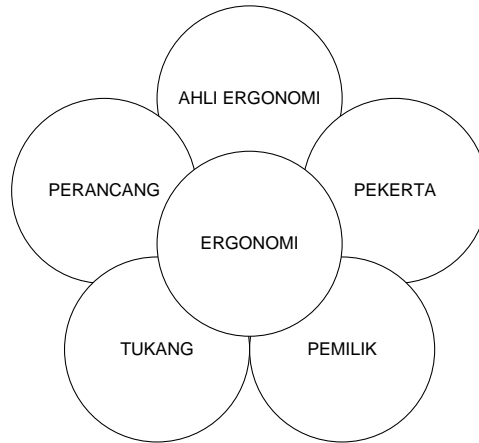 AHLI ERGONOMI
PERANCANG
PEKERTA
ERGONOMI
TUKANG
PEMILIK